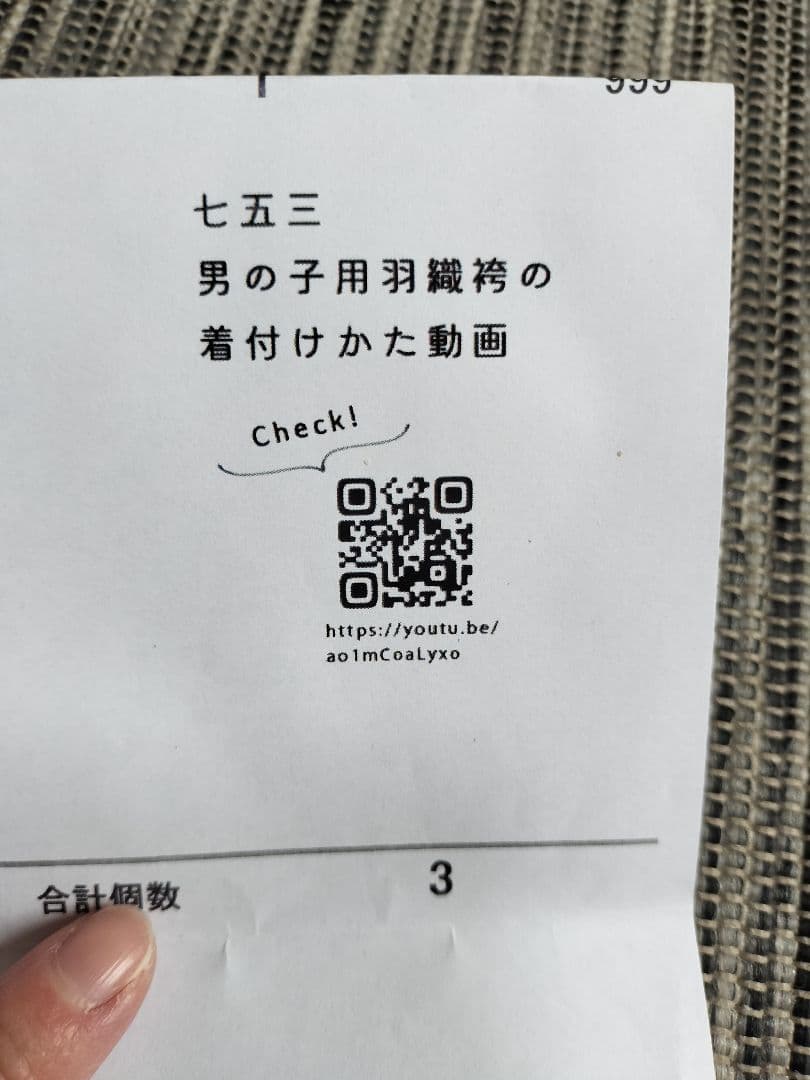 999
七五三
男の子用羽織袴の
着付けかた動画
Check!
https://youtu.be/
ao1mCoaLyxo
合計個数 3